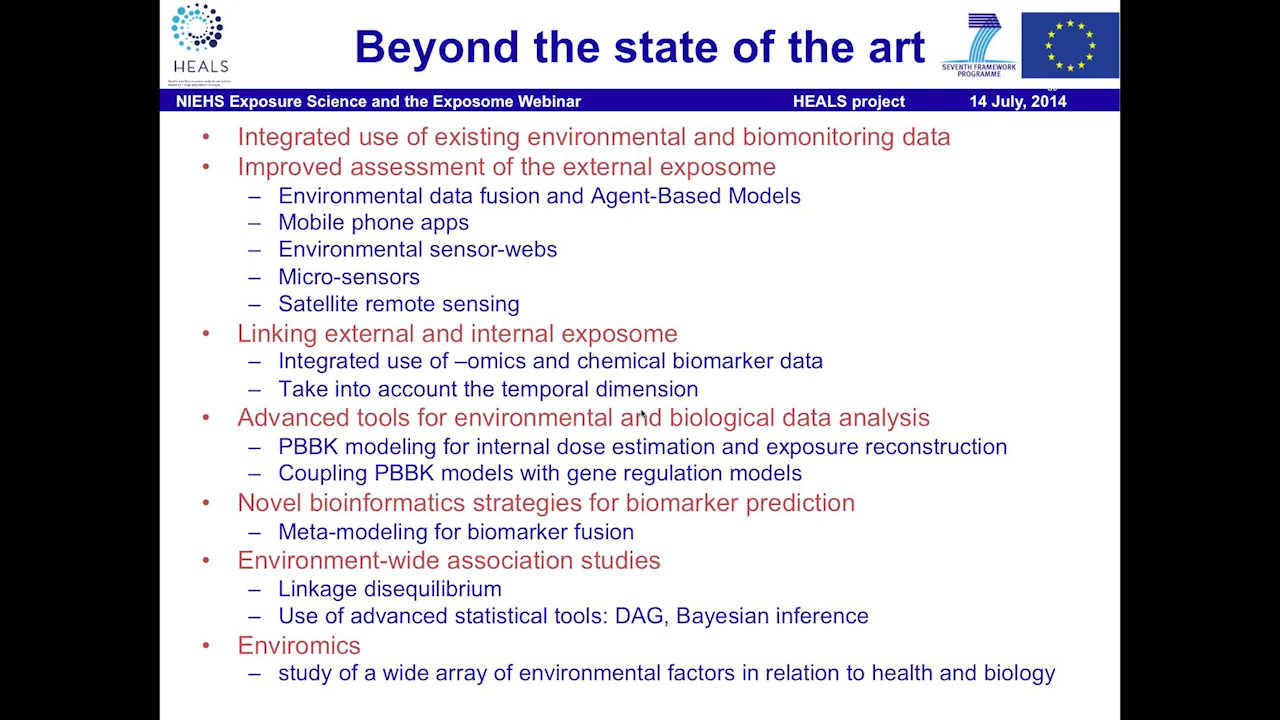 Beyond the state of the art
HEALS
SEVENTH FRAMEWORK
PROGRAMME
NIEHS Exposure Science and the Exposome Webinar HEALS project 14 July, 2014
• Integrated use of existing environmental and biomonitoring data
• Improved assessment of the external exposome
– Environmental data fusion and Agent-Based Models
– Mobile phone apps
– Environmental sensor-webs
– Micro-sensors
– Satellite remote sensing
• Linking external and internal exposome
– Integrated use of –omics and chemical biomarker data
– Take into account the temporal dimension
• Advanced tools for environmental and biological data analysis
– PBBK modeling for internal dose estimation and exposure reconstruction
– Coupling PBBK models with gene regulation models
• Novel bioinformatics strategies for biomarker prediction
– Meta-modeling for biomarker fusion
• Environment-wide association studies
– Linkage disequilibrium
– Use of advanced statistical tools: DAG, Bayesian inference
• Enviromics
– study of a wide array of environmental factors in relation to health and biology